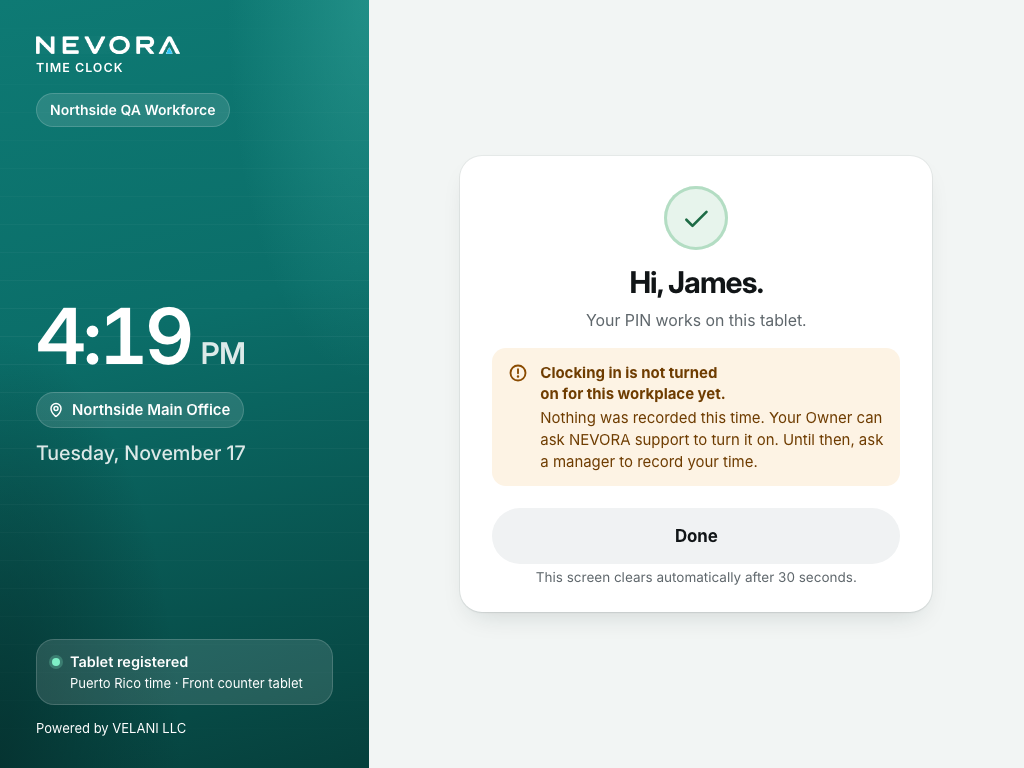 NEVORA
TIME CLOCK
Northside QA Workforce
4:19 PM
Northside Main Office
Tuesday, November 17
Tablet registered
Puerto Rico time · Front counter tablet
Powered by VELANI LLC
Hi, James.
Your PIN works on this tablet.
Clocking in is not turned
on for this workplace yet.
Nothing was recorded this time. Your Owner can
ask NEVORA support to turn it on. Until then, ask
a manager to record your time.
Done
This screen clears automatically after 30 seconds.